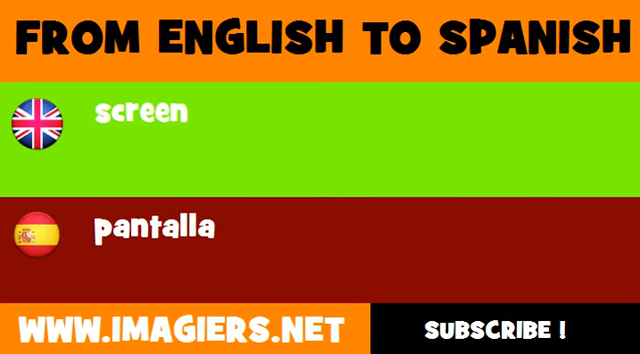 FROM ENGLISH TO SPANISH
screen
pantalla
WWW.IMAGIERS.NET
SUBSCRIBE !